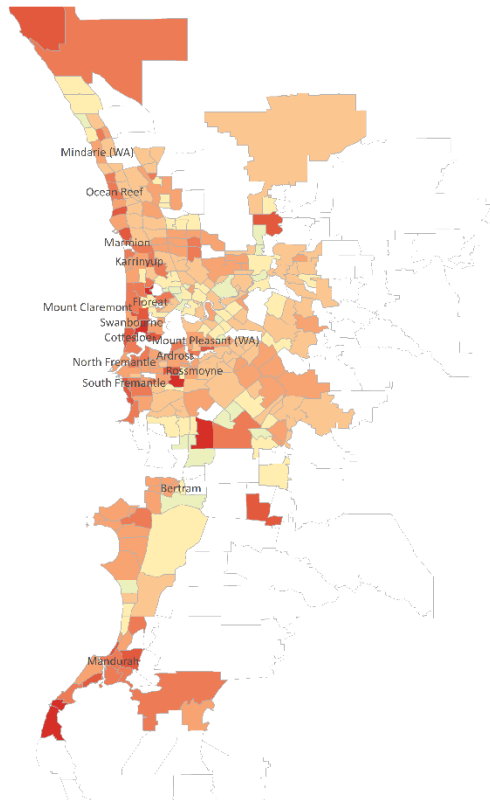 Mindarie (WA)
Ocean Reef
Marmion
Karrinyup
Floreat
Mount Claremont
Swanbourne
Cottesloe
Mount Pleasant (WA)
Ardross
North Fremantle
Rossmoyne
South Fremantle
Bertram
Mandurah